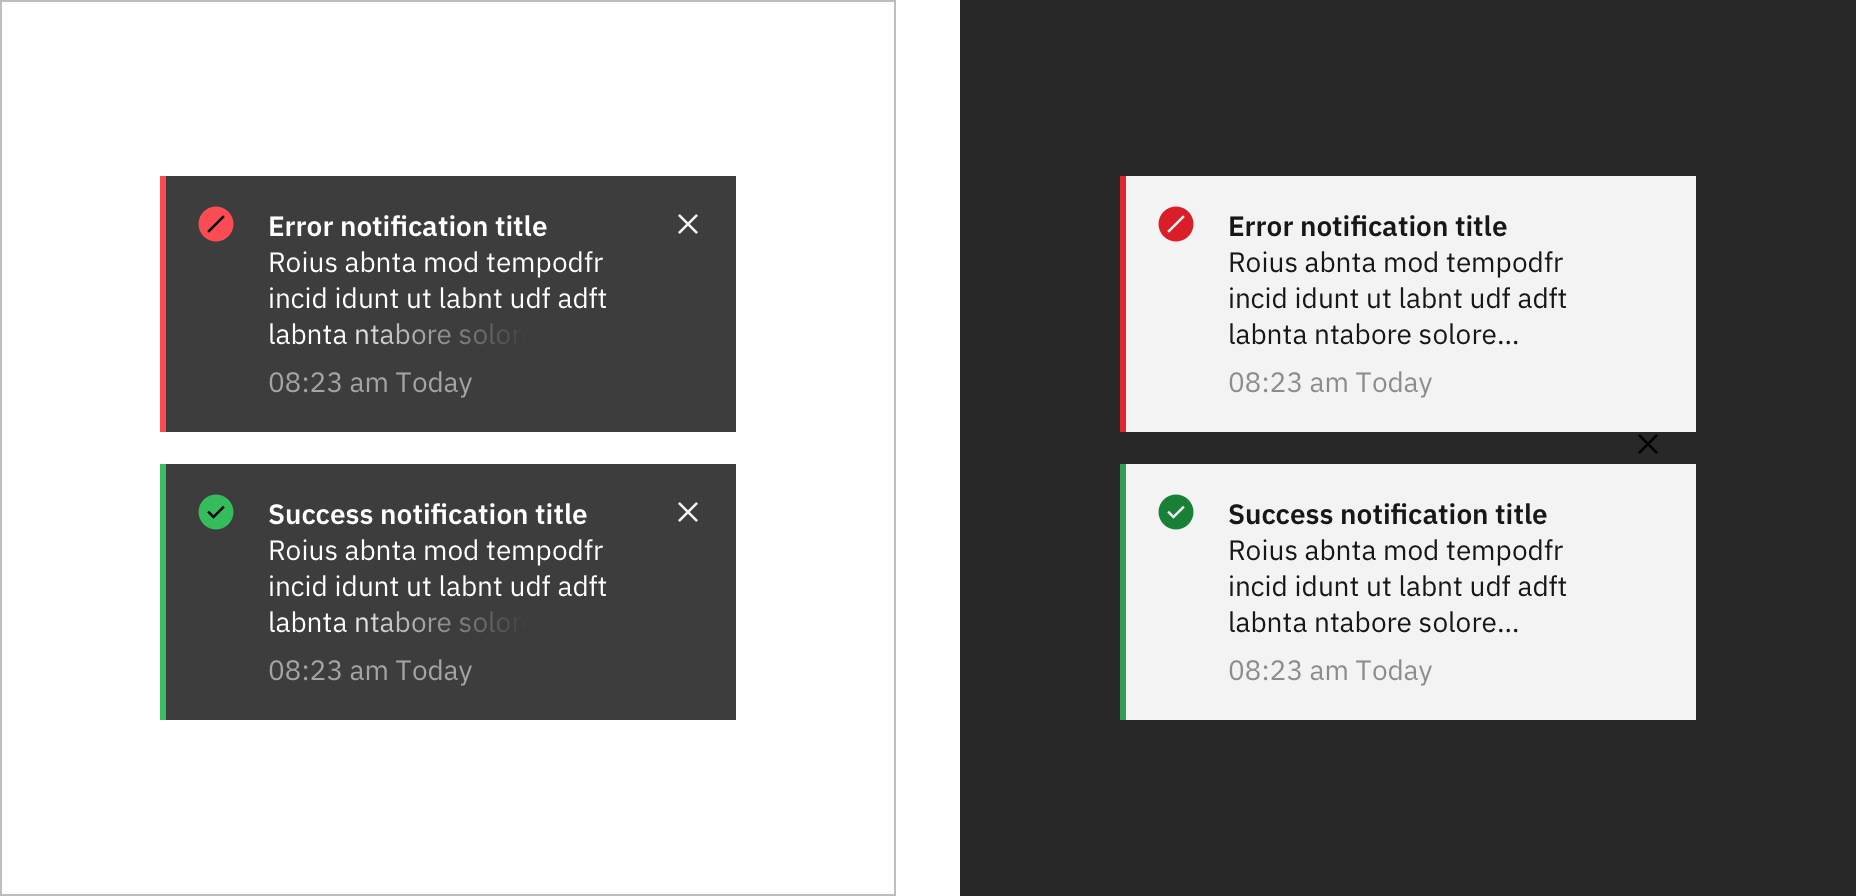 Error notification title
Roius abnta mod tempodfr
incid idunt ut labnt udf adft
labnta ntabore solor
08:23 am Today
Success notification title
Roius abnta mod tempodfr
incid idunt ut labnt udf adft
labnta ntabore solor
08:23 am Today
Error notification title
Roius abnta mod tempodfr
incid idunt ut labnt udf adft
labnta ntabore solore...
08:23 am Today
Success notification title
Roius abnta mod tempodfr
incid idunt ut labnt udf adft
labnta ntabore solore...
08:23 am Today